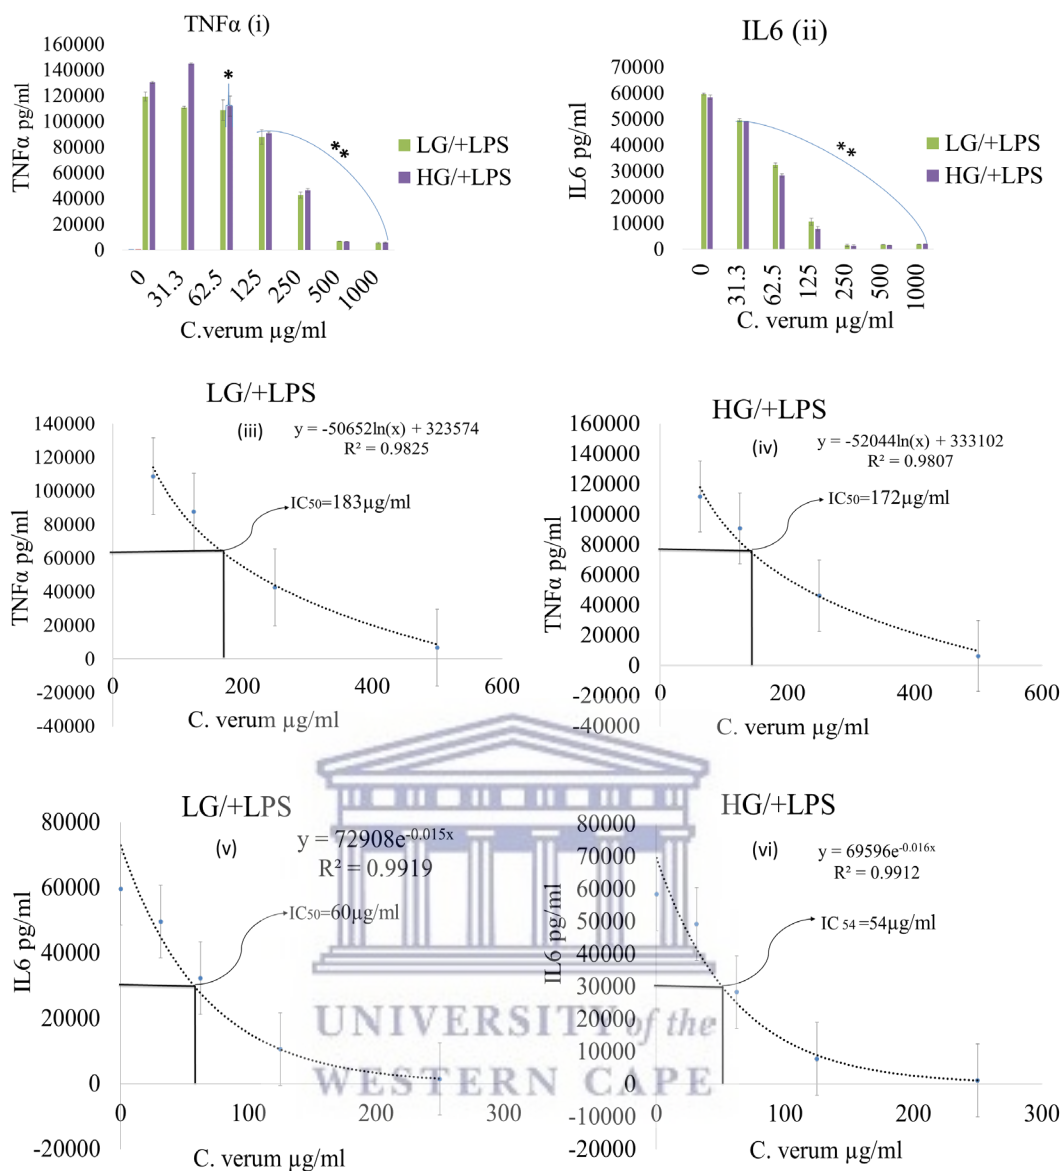 TNFα (i)
160000
140000
120000
100000
80000
60000
40000
20000
0
TNFα pg/ml
*
**
LG/+LPS
HG/+LPS
0 31.3 62.5 125 250 500 1000
C.verum µg/ml
IL6 (ii)
70000
60000
50000
40000
30000
20000
10000
0
IL6 pg/ml
**
LG/+LPS
HG/+LPS
0 31.3 62.5 125 250 500 1000
C. verum µg/ml
LG/+LPS
(iii)
y = -50652ln(x) + 323574
R² = 0.9825
IC50=183µg/ml
140000
120000
100000
80000
60000
40000
20000
0
-20000
-40000
TNFα pg/ml
0 200 400 600
C. verum µg/ml
HG/+LPS
(iv)
y = -52044ln(x) + 333102
R² = 0.9807
IC50=172µg/ml
160000
140000
120000
100000
80000
60000
40000
20000
0
-20000
-40000
TNFα pg/ml
0 200 400 600
C. verum µg/ml
LG/+LPS
(v)
y = 72908e-0.015x
R² = 0.9919
IC50=60µg/ml
80000
60000
40000
20000
0
-20000
IL6 pg/ml
0 100 200 300
C. verum µg/ml
HG/+LPS
(vi)
y = 69596e-0.016x
R² = 0.9912
IC 54 =54µg/ml
80000
70000
60000
50000
40000
30000
20000
10000
0
-10000
-20000
IL6 pg/ml
0 100 200 300
C. verum µg/ml
UNIVERSITY of the
WESTERN CAPE